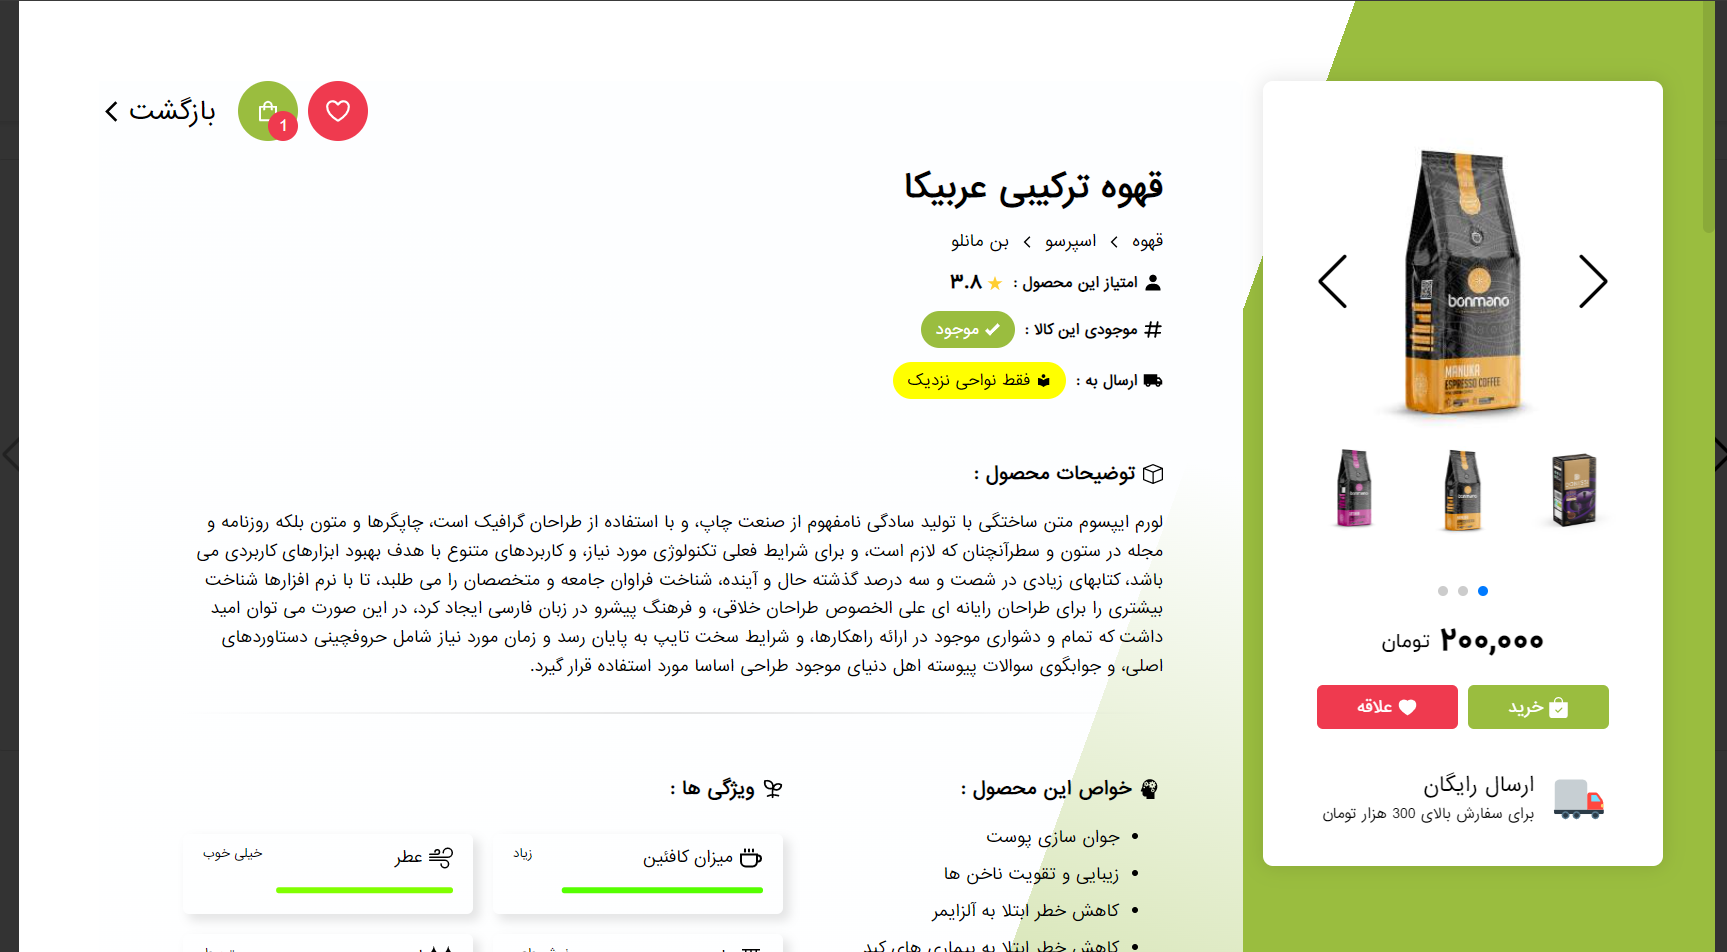 بازگشت
1
قهوه ترکیبی عربیکا
قهوه › اسپرسو › بن مانلو
امتیاز این محصول : ★ ۳.۸
موجودی این کالا : موجود
ارسال به : فقط نواحی نزدیک
توضیحات محصول :
لورم ایپسوم متن ساختگی با تولید سادگی نامفهوم از صنعت چاپ، و با استفاده از طراحان گرافیک است، چاپگرها و متون بلکه روزنامه و
مجله در ستون و سطرآنچنان که لازم است، و برای شرایط فعلی تکنولوژی مورد نیاز، و کاربردهای متنوع با هدف بهبود ابزارهای کاربردی می
باشد، کتابهای زیادی در شصت و سه درصد گذشته حال و آینده، شناخت فراوان جامعه و متخصصان را می طلبد، تا با نرم افزارها شناخت
بیشتری را برای طراحان رایانه ای علی الخصوص طراحان خلاقی، و فرهنگ پیشرو در زبان فارسی ایجاد کرد، در این صورت می توان امید
داشت که تمام و دشواری موجود در ارائه راهکارها، و شرایط سخت تایپ به پایان رسد و زمان مورد نیاز شامل حروفچینی دستاوردهای
اصلی، و جوابگوی سوالات پیوسته اهل دنیای موجود طراحی اساسا مورد استفاده قرار گیرد.
خواص این محصول :
جوان سازی پوست
زیبایی و تقویت ناخن ها
کاهش خطر ابتلا به آلزایمر
کاهش خطر ابتلا به بیماری های کبد
ویژگی ها :
میزان کافئین
زیاد
عطر
خیلی خوب
bonmano
MANUKA
ESPRESSO COFFEE
۲۰۰,۰۰۰ تومان
خرید
علاقه
ارسال رایگان
برای سفارش بالای 300 هزار تومان